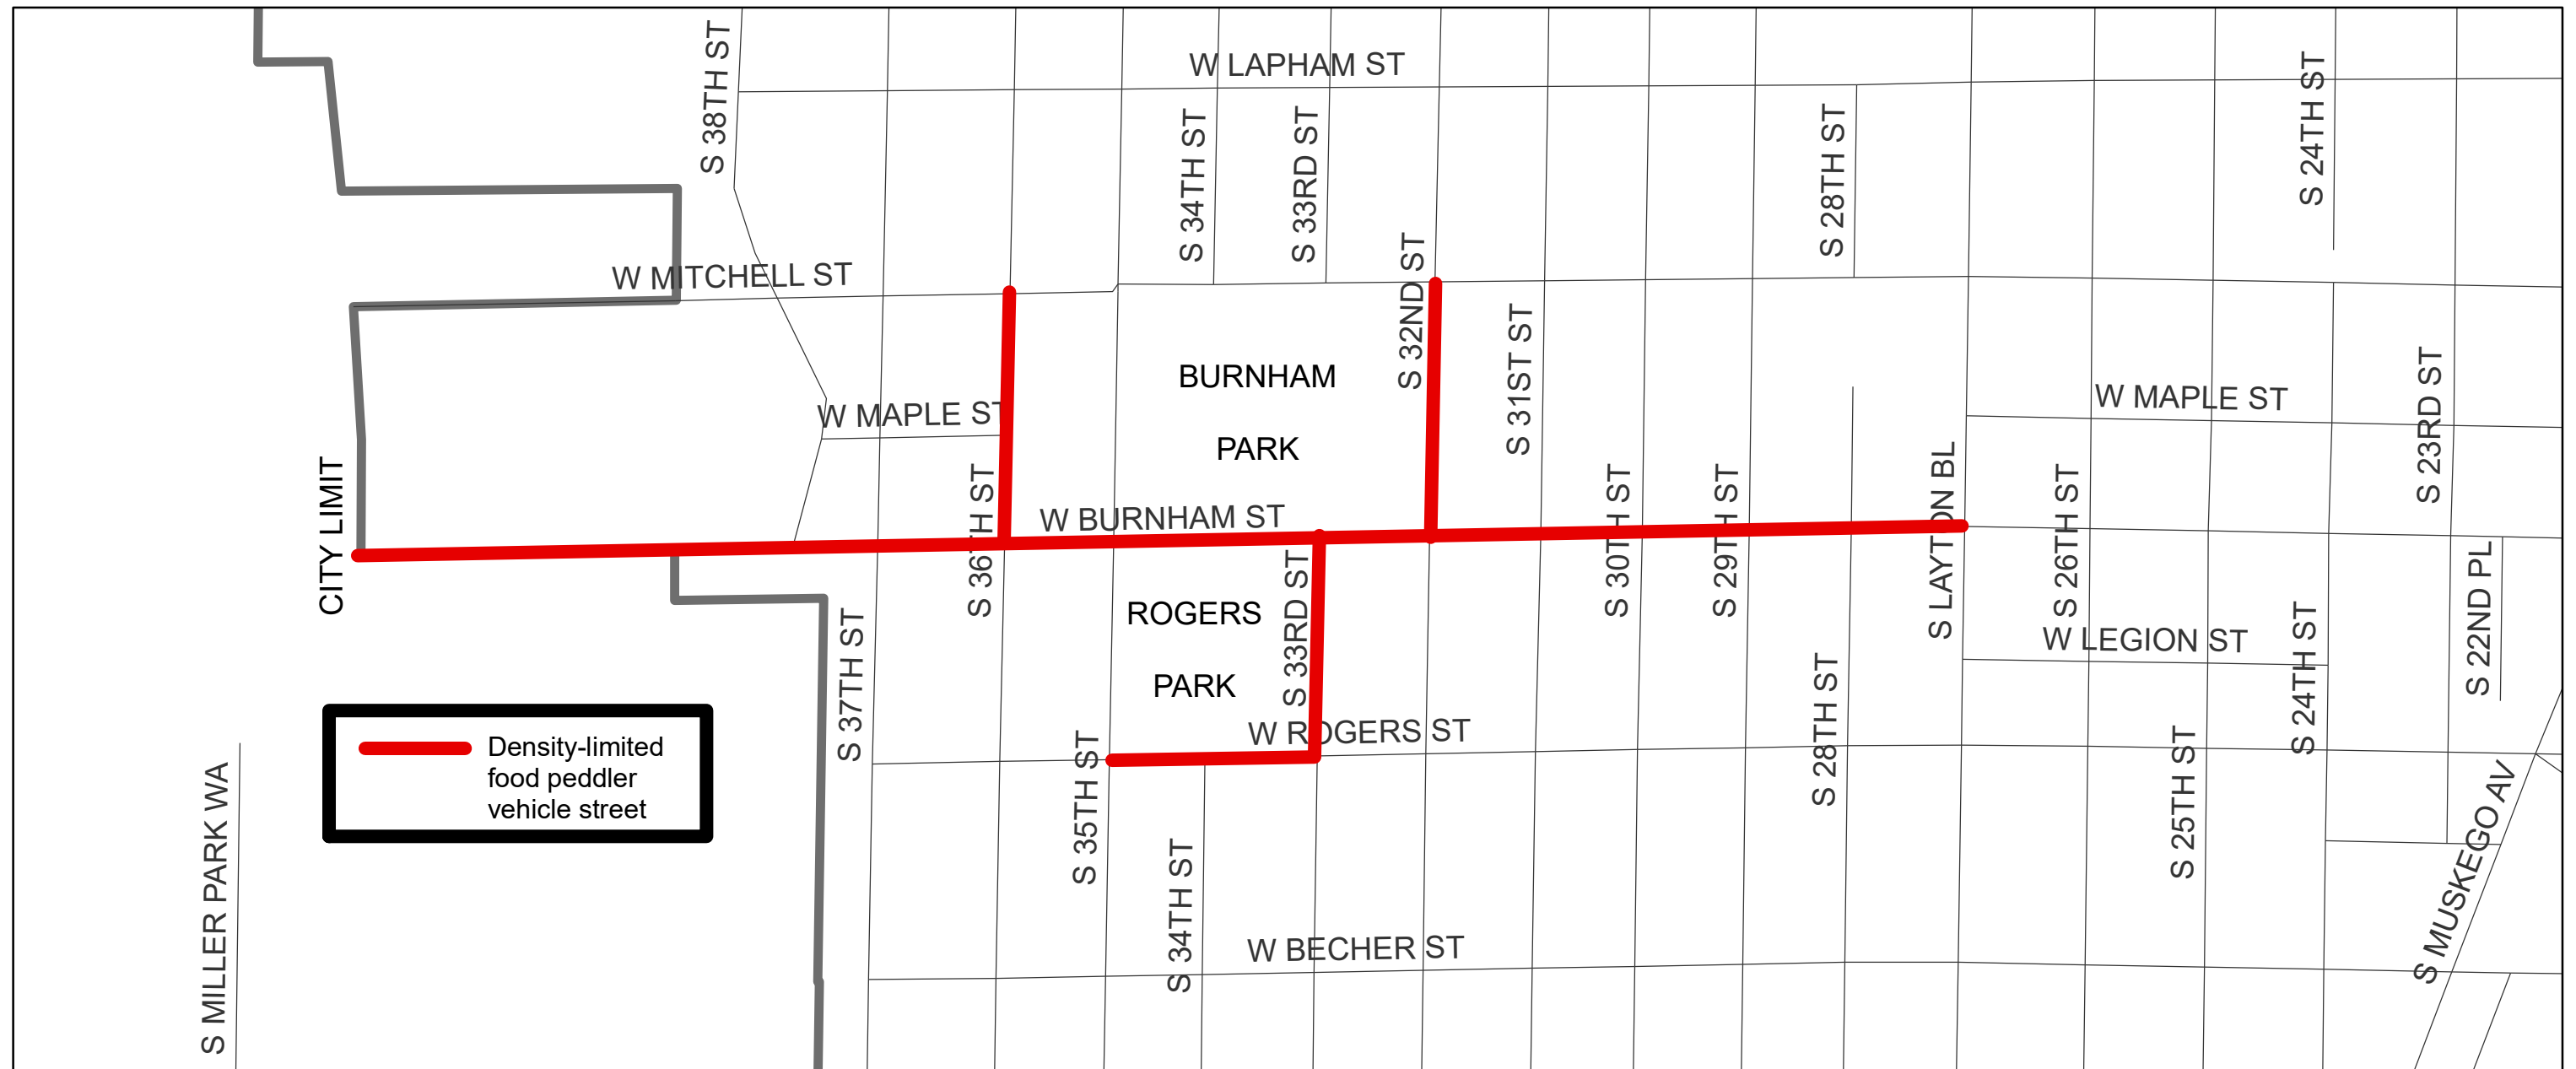 S 38TH ST
W LAPHAM ST
S 34TH ST
S 33RD ST
S 28TH ST
S 24TH ST
W MITCHELL ST
S 32ND ST
S 31ST ST
BURNHAM
PARK
W MAPLE ST
W MAPLE ST
S 23RD ST
CITY LIMIT
S 36TH ST
W BURNHAM ST
S 30TH ST
S 29TH ST
S LAYTON BL
S 26TH ST
ROGERS
PARK
S 33RD ST
S 22ND PL
W LEGION ST
S 37TH ST
S 28TH ST
S 24TH ST
W ROGERS ST
S 35TH ST
S 25TH ST
Density-limited
food peddler
vehicle street
S MILLER PARK WA
S 34TH ST
W BECHER ST
S MUSKEGO AV